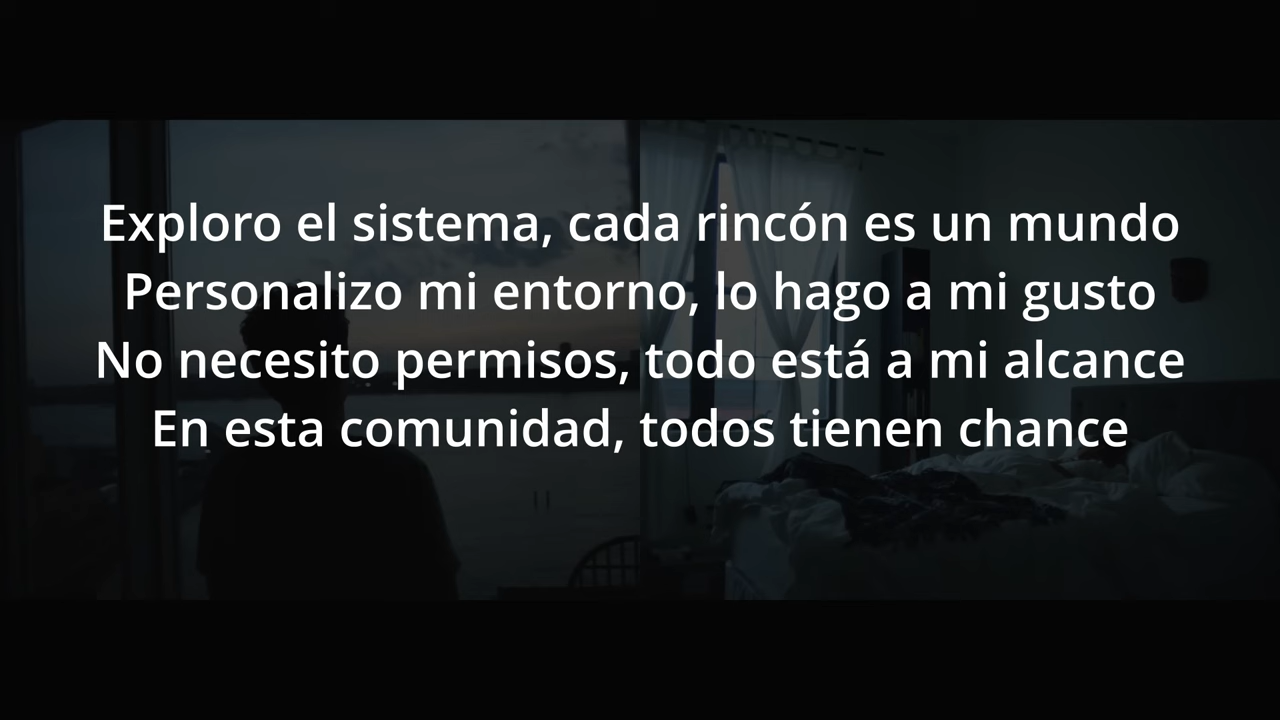 Exploro el sistema, cada rincón es un mundo
Personalizo mi entorno, lo hago a mi gusto
No necesito permisos, todo está a mi alcance
En esta comunidad, todos tienen chance